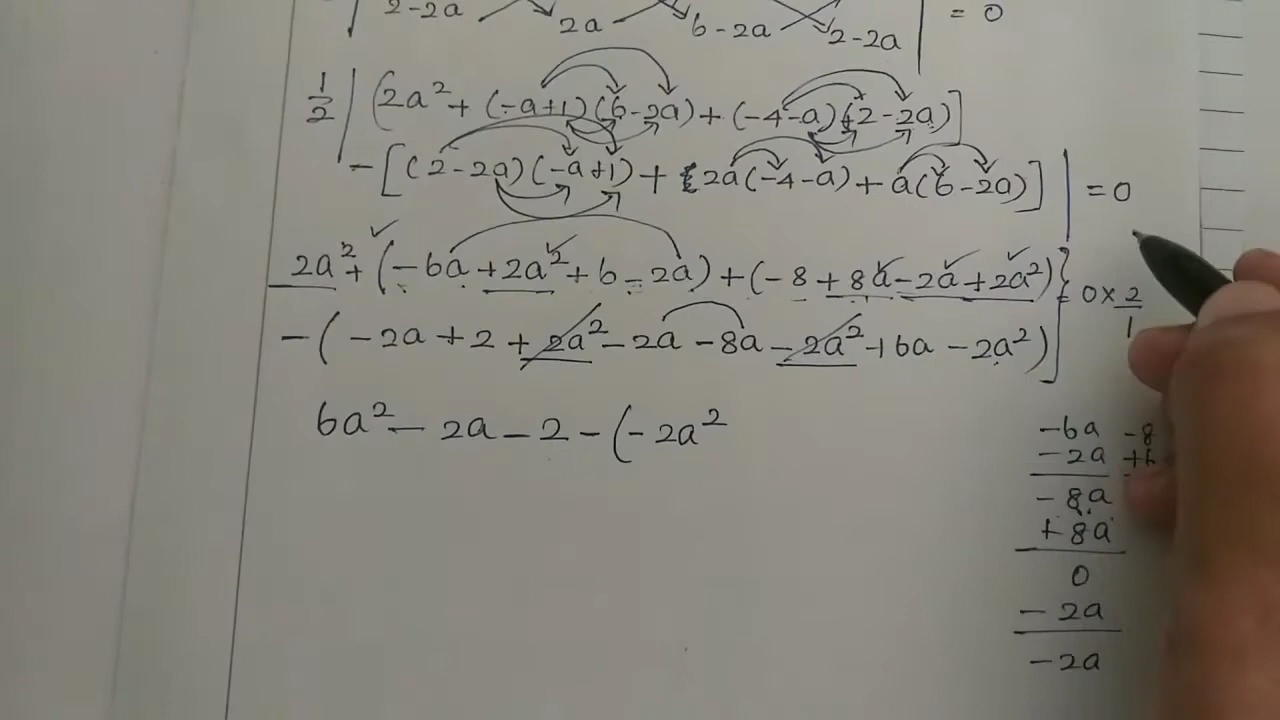 2-2a 2a 6-2a 2-2a = 0
1/2 | (2a² + (-a+1)(6-2a) + (-4-a)(2-2a)]
-[(2-2a)(-a+1) + 2a(-4-a) + a(6-2a)] | = 0
2a² + (-6a + 2a² + 6 - 2a) + (-8 + 8a - 2a + 2a²) } = 0 × 2/1
- ( -2a + 2 + 2a² - 2a - 8a - 2a² + 6a - 2a²) ]
6a² - 2a - 2 - (-2a²
-6a -8
-2a +6
-8a
+8a
0
-2a
-2a